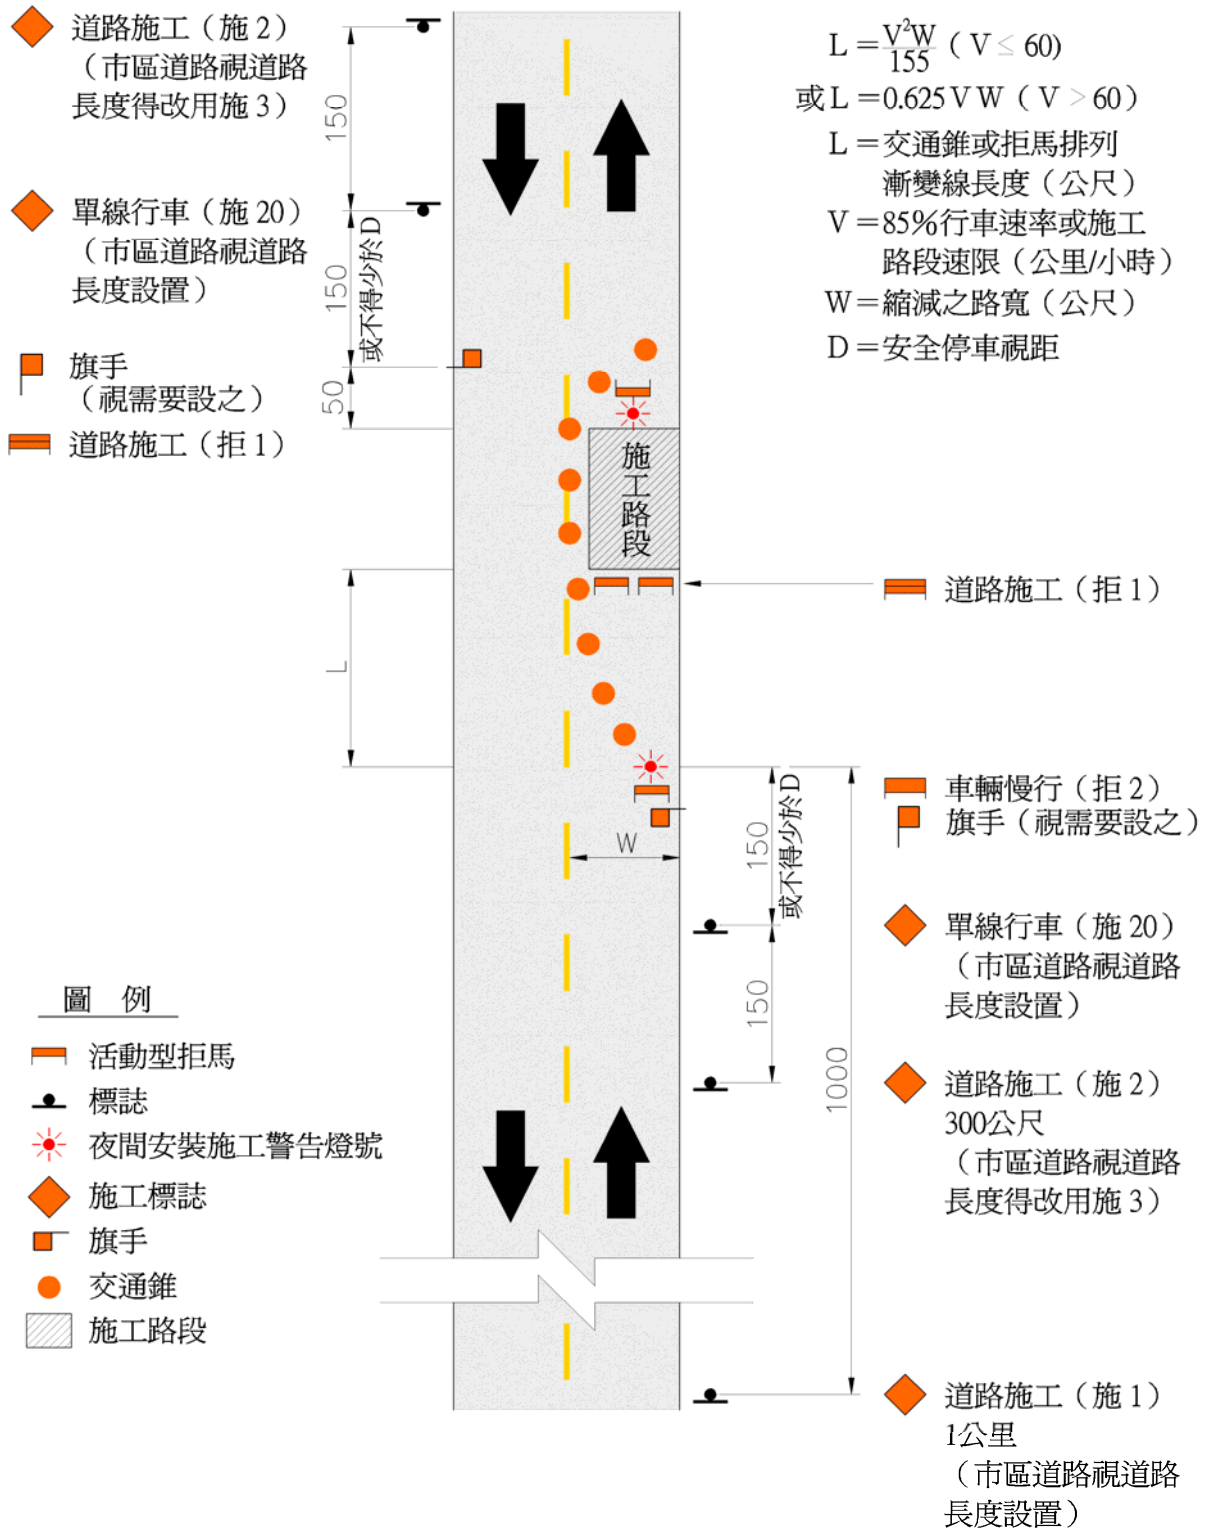 道路施工（施 2）
（市區道路視道路
長度得改用施 3）
單線行車（施 20）
（市區道路視道路
長度設置）
旗手
（視需要設之）
道路施工（拒 1）
150
150
或不得少於D
50
L
施工路段
W
L＝V²W/155（V ≤ 60)
或 L＝0.625 V W（V > 60）
L＝交通錐或拒馬排列
漸變線長度（公尺）
V＝85%行車速率或施工
路段速限（公里/小時）
W＝縮減之路寬（公尺）
D＝安全停車視距
道路施工（拒 1）
車輛慢行（拒 2）
旗手（視需要設之）
150
或不得少於D
150
1000
單線行車（施 20）
（市區道路視道路
長度設置）
道路施工（施 2）
300公尺
（市區道路視道路
長度得改用施 3）
道路施工（施 1）
1公里
（市區道路視道路
長度設置）
圖 例
活動型拒馬
標誌
夜間安裝施工警告燈號
施工標誌
旗手
交通錐
施工路段